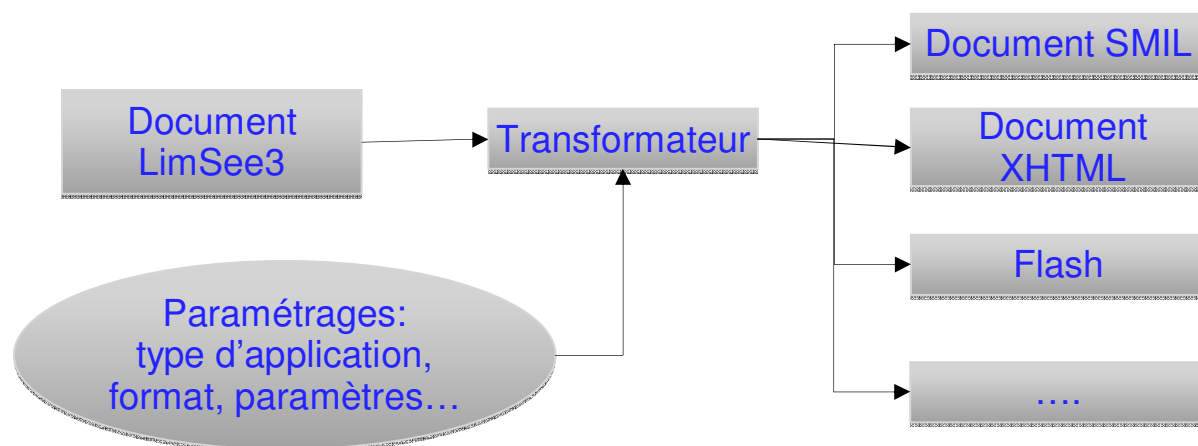 Document
LimSee3
Transformateur
Paramétrages:
type d’application,
format, paramètres…
Document SMIL
Document
XHTML
Flash
….